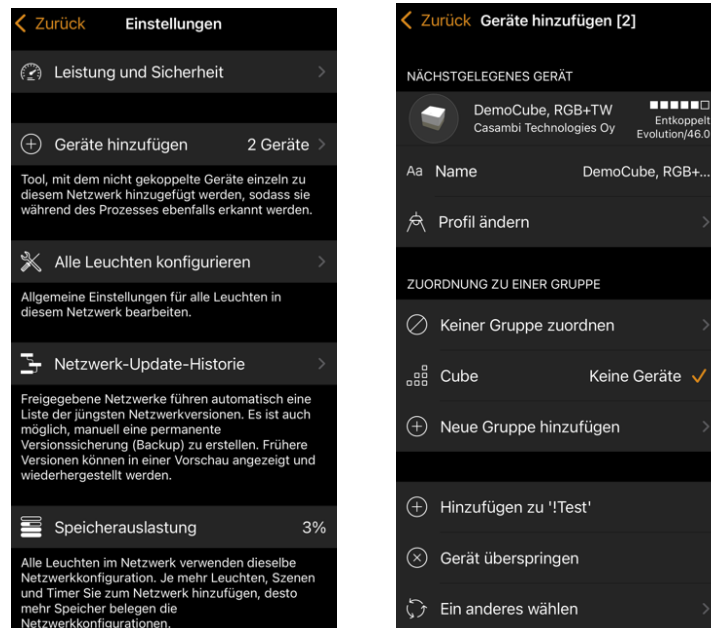 Zurück Einstellungen
Leistung und Sicherheit
Geräte hinzufügen 2 Geräte
Tool, mit dem nicht gekoppelte Geräte einzeln zu
diesem Netzwerk hinzugefügt werden, sodass sie
während des Prozesses ebenfalls erkannt werden.
Alle Leuchten konfigurieren
Allgemeine Einstellungen für alle Leuchten in
diesem Netzwerk bearbeiten.
Netzwerk-Update-Historie
Freigegebene Netzwerke führen automatisch eine
Liste der jüngsten Netzwerkversionen. Es ist auch
möglich, manuell eine permanente
Versionssicherung (Backup) zu erstellen. Frühere
Versionen können in einer Vorschau angezeigt und
wiederhergestellt werden.
Speicherauslastung 3%
Alle Leuchten im Netzwerk verwenden dieselbe
Netzwerkkonfiguration. Je mehr Leuchten, Szenen
und Timer Sie zum Netzwerk hinzufügen, desto
mehr Speicher belegen die
Netzwerkkonfigurationen.
Zurück Geräte hinzufügen [2]
NÄCHSTGELEGENES GERÄT
DemoCube, RGB+TW
Casambi Technologies Oy
Entkoppelt
Evolution/46.0
Aa Name DemoCube, RGB+...
Profil ändern
ZUORDNUNG ZU EINER GRUPPE
Keiner Gruppe zuordnen
Cube Keine Geräte
Neue Gruppe hinzufügen
Hinzufügen zu '!Test'
Gerät überspringen
Ein anderes wählen